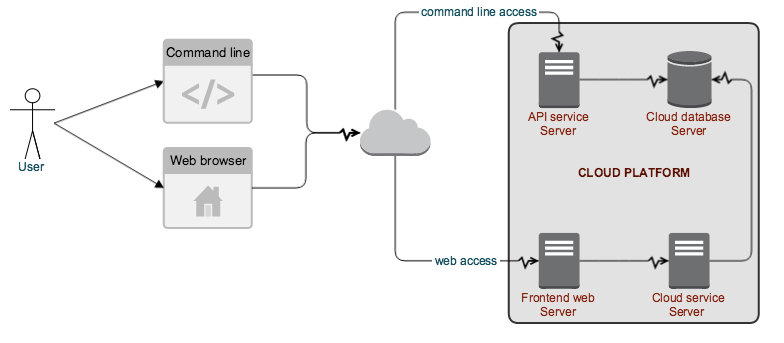 command line access
Command line
</>
User
Web browser
API service
Server
Cloud database
Server
CLOUD PLATFORM
web access
Frontend web
Server
Cloud service
Server